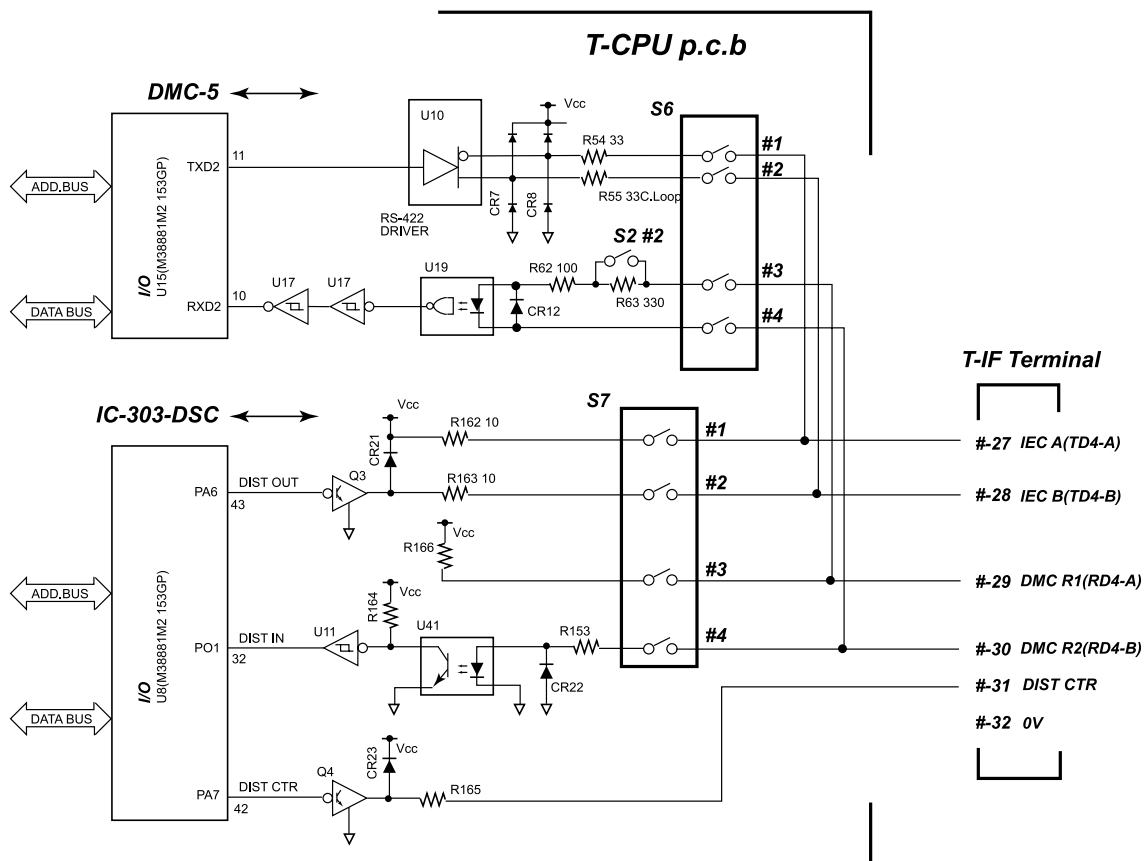 T-CPU p.c.b
DMC-5
S6
U10
Vcc
R54 33
#1
#2
11
TXD2
ADD.BUS
I/O
U15(M38881M2 153GP)
R55 33C.Loop
CR7
CR8
RS-422
DRIVER
S2 #2
U19
R62 100
#3
U17
U17
10
RXD2
DATA BUS
R63 330
CR12
#4
T-IF Terminal
IC-303-DSC
S7
Vcc
R162 10
#1
CR21
#-27 IEC A(TD4-A)
Q3
DIST OUT
PA6
43
R163 10
#2
#-28 IEC B(TD4-B)
Vcc
R166
#3
#-29 DMC R1(RD4-A)
ADD.BUS
Vcc
R164
I/O
U8(M38881M2 153GP)
U11
U41
R153
#4
DIST IN
PO1
32
#-30 DMC R2(RD4-B)
CR22
#-31 DIST CTR
DATA BUS
#-32 0V
Vcc
CR23
Q4
DIST CTR
PA7
42
R165